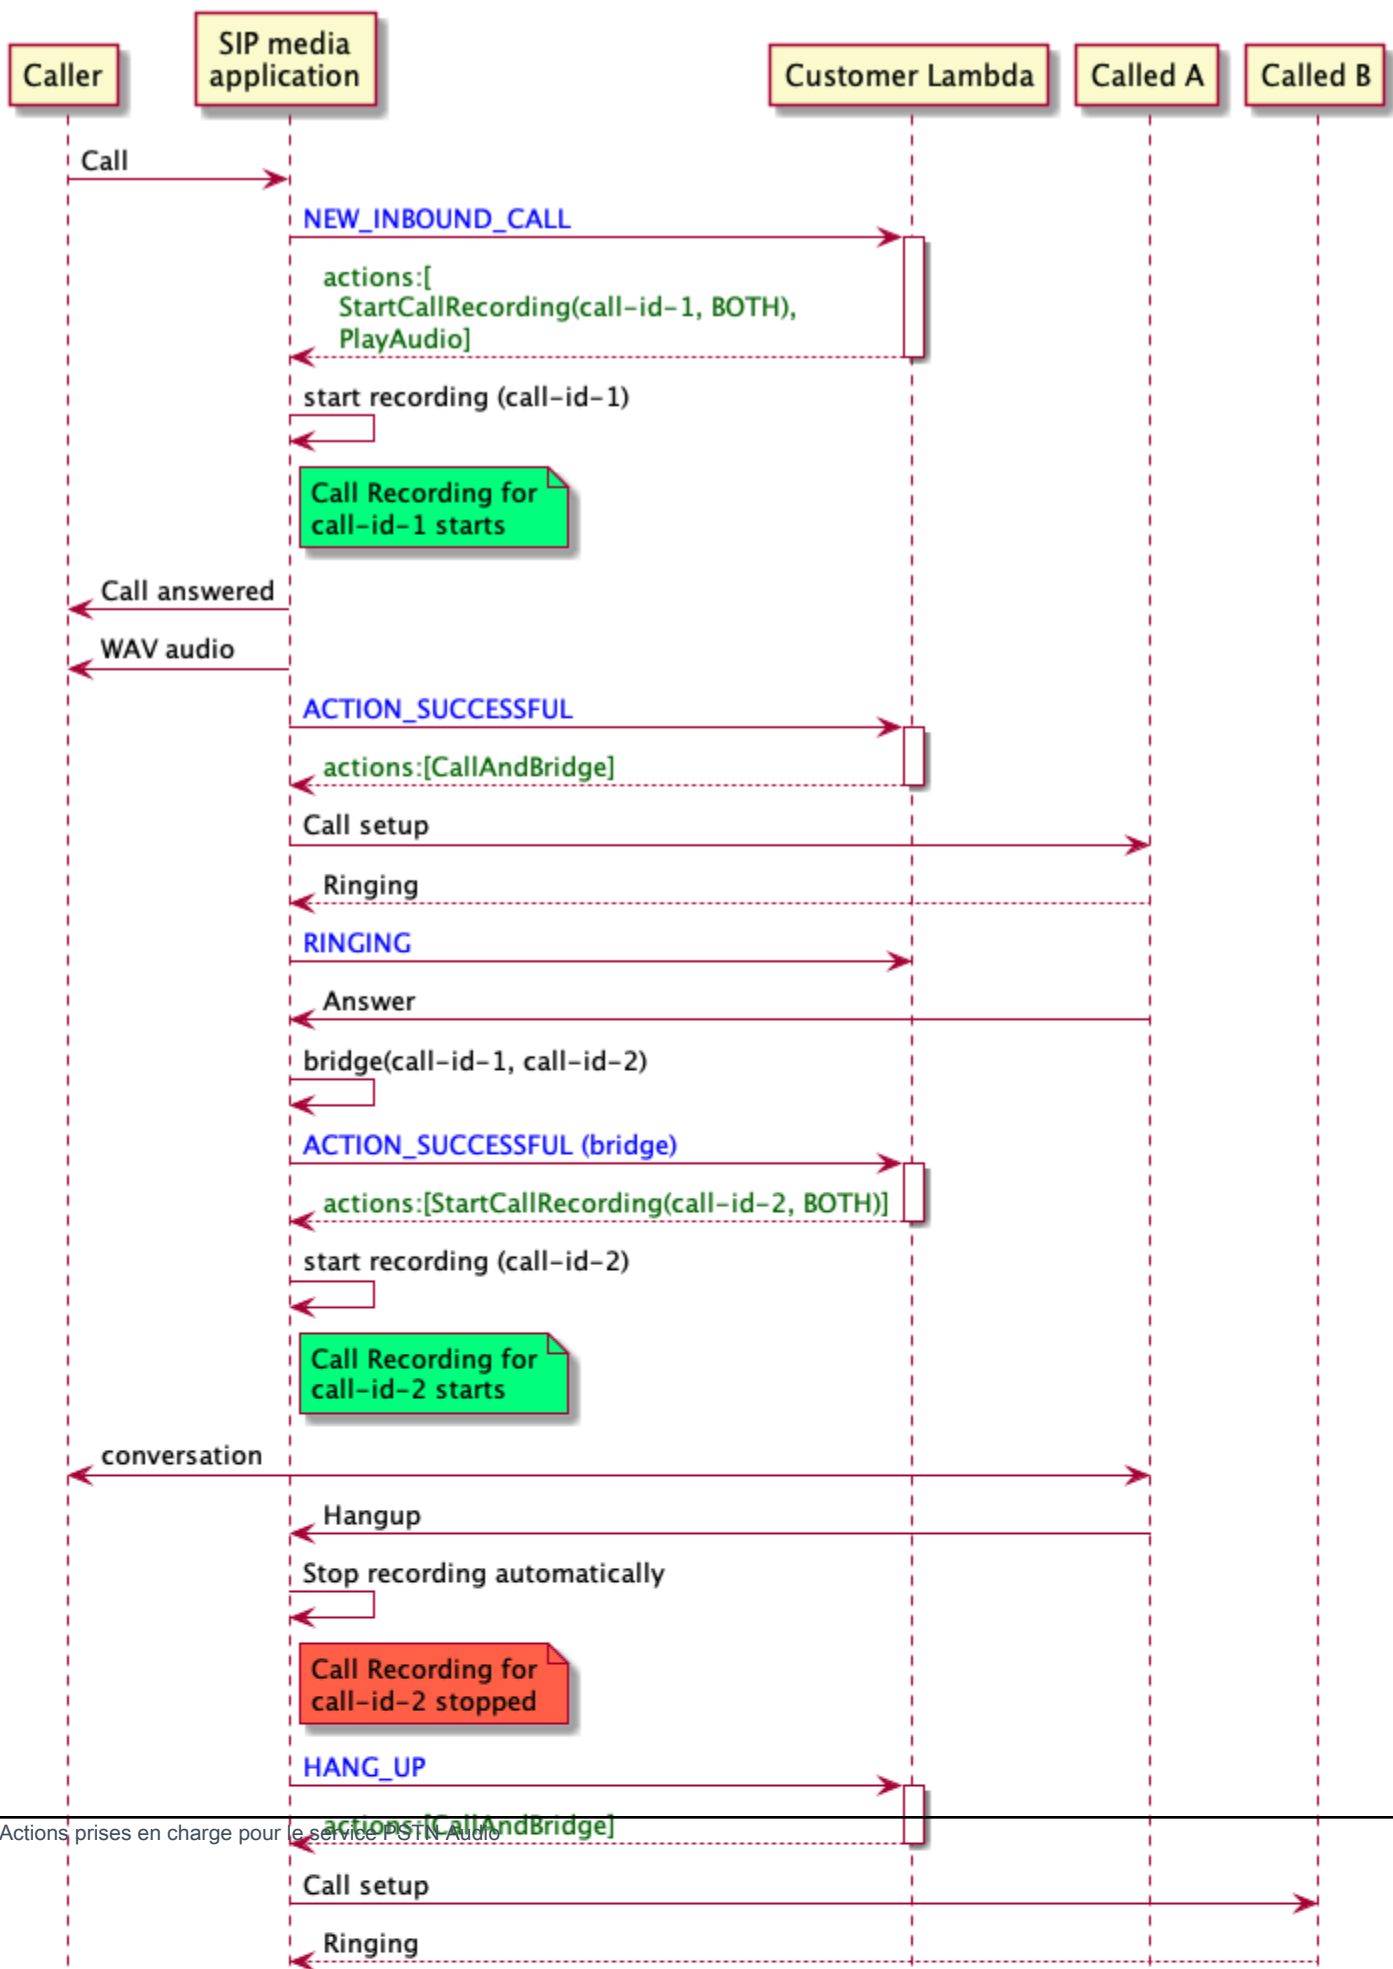 Caller
SIP media
application
Customer Lambda
Called A
Called B
Call
NEW_INBOUND_CALL
actions:[
StartCallRecording(call-id-1, BOTH),
PlayAudio]
start recording (call-id-1)
Call Recording for
call-id-1 starts
Call answered
WAV audio
ACTION_SUCCESSFUL
actions:[CallAndBridge]
Call setup
Ringing
RINGING
Answer
bridge(call-id-1, call-id-2)
ACTION_SUCCESSFUL (bridge)
actions:[StartCallRecording(call-id-2, BOTH)]
start recording (call-id-2)
Call Recording for
call-id-2 starts
conversation
Hangup
Stop recording automatically
Call Recording for
call-id-2 stopped
HANG_UP
actions:[CallAndBridge]
Actions prises en charge pour le service PSTN Audio
Call setup
Ringing